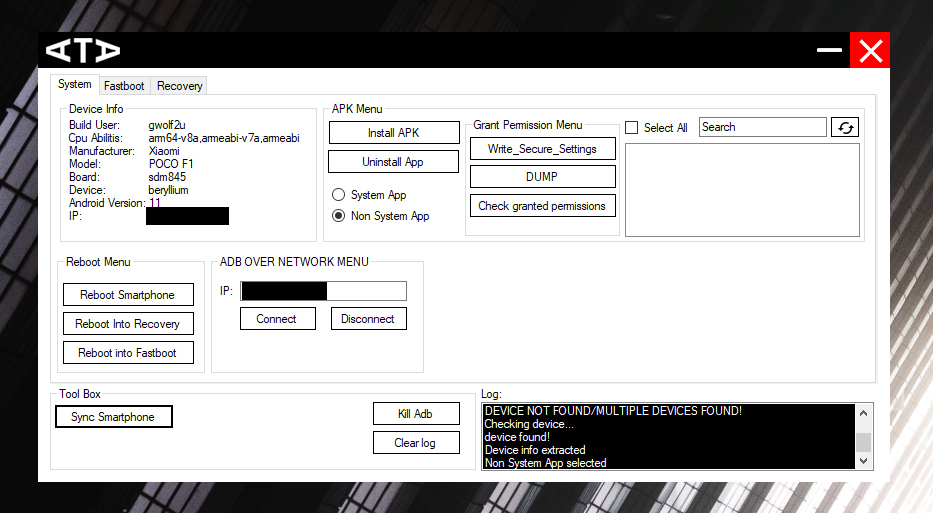 ATA
System Fastboot Recovery
Device Info
Build User: gwolf2u
Cpu Abilitis: arm64-v8a,armeabi-v7a,armeabi
Manufacturer: Xiaomi
Model: POCO F1
Board: sdm845
Device: beryllium
Android Version: 11
IP:
APK Menu
Install APK
Uninstall App
System App
Non System App
Grant Permission Menu
Write_Secure_Settings
DUMP
Check granted permissions
Select All Search
Reboot Menu
Reboot Smartphone
Reboot Into Recovery
Reboot into Fastboot
ADB OVER NETWORK MENU
IP:
Connect Disconnect
Tool Box
Sync Smartphone
Kill Adb
Clear log
Log:
DEVICE NOT FOUND/MULTIPLE DEVICES FOUND!
Checking device...
device found!
Device info extracted
Non System App selected